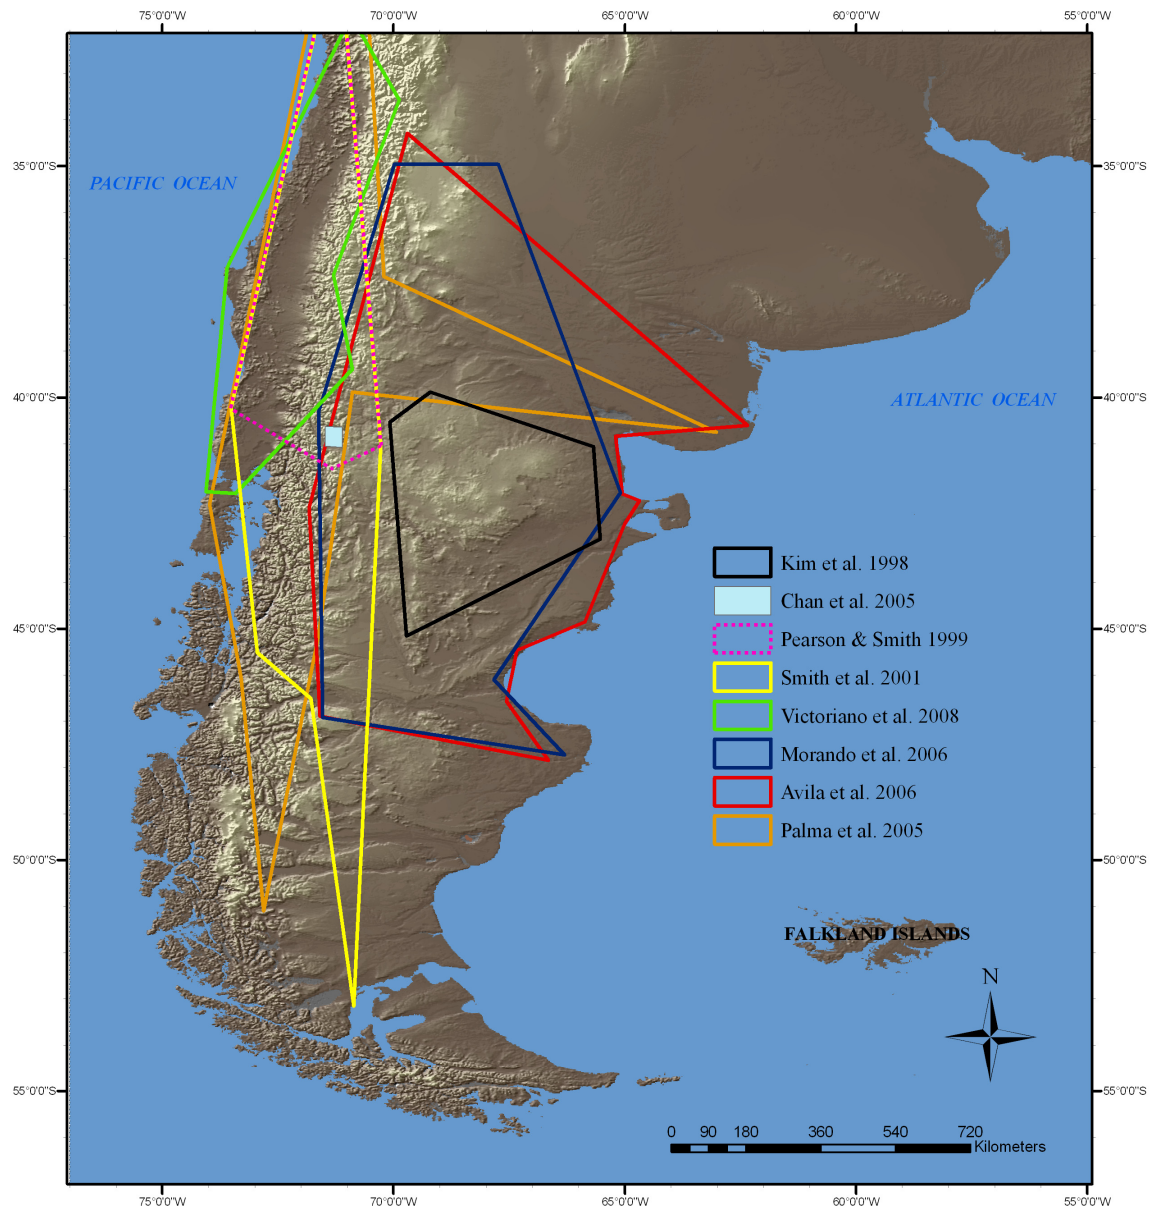 75°0'0"W 70°0'0"W 65°0'0"W 60°0'0"W 55°0'0"W
35°0'0"S 35°0'0"S
PACIFIC OCEAN
40°0'0"S 40°0'0"S
ATLANTIC OCEAN
Kim et al. 1998
Chan et al. 2005
45°0'0"S 45°0'0"S
Pearson & Smith 1999
Smith et al. 2001
Victoriano et al. 2008
Morando et al. 2006
Avila et al. 2006
Palma et al. 2005
50°0'0"S 50°0'0"S
FALKLAND ISLANDS
N
55°0'0"S 55°0'0"S
0 90 180 360 540 720
Kilometers
75°0'0"W 70°0'0"W 65°0'0"W 60°0'0"W 55°0'0"W